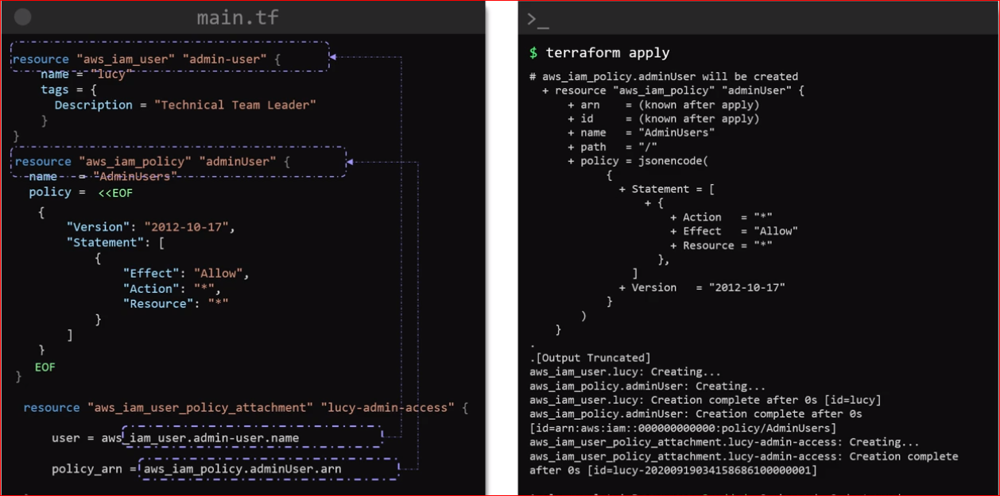 main.tf
resource "aws_iam_user" "admin-user" {
name = "lucy"
tags = {
Description = "Technical Team Leader"
}
}
resource "aws_iam_policy" "adminUser" {
name = "AdminUsers"
policy = <<EOF
{
"Version": "2012-10-17",
"Statement": [
{
"Effect": "Allow",
"Action": "*",
"Resource": "*"
}
]
}
EOF
}
resource "aws_iam_user_policy_attachment" "lucy-admin-access" {
user = aws_iam_user.admin-user.name
policy_arn = aws_iam_policy.adminUser.arn
>_
$ terraform apply
# aws_iam_policy.adminUser will be created
+ resource "aws_iam_policy" "adminUser" {
+ arn = (known after apply)
+ id = (known after apply)
+ name = "AdminUsers"
+ path = "/"
+ policy = jsonencode(
{
+ Statement = [
+ {
+ Action = "*"
+ Effect = "Allow"
+ Resource = "*"
},
]
+ Version = "2012-10-17"
}
)
}
.
.[Output Truncated]
aws_iam_user.lucy: Creating...
aws_iam_policy.adminUser: Creating...
aws_iam_user.lucy: Creation complete after 0s [id=lucy]
aws_iam_policy.adminUser: Creation complete after 0s
[id=arn:aws:iam::000000000000:policy/AdminUsers]
aws_iam_user_policy_attachment.lucy-admin-access: Creating...
aws_iam_user_policy_attachment.lucy-admin-access: Creation complete
after 0s [id=lucy-20200919034158686100000001]